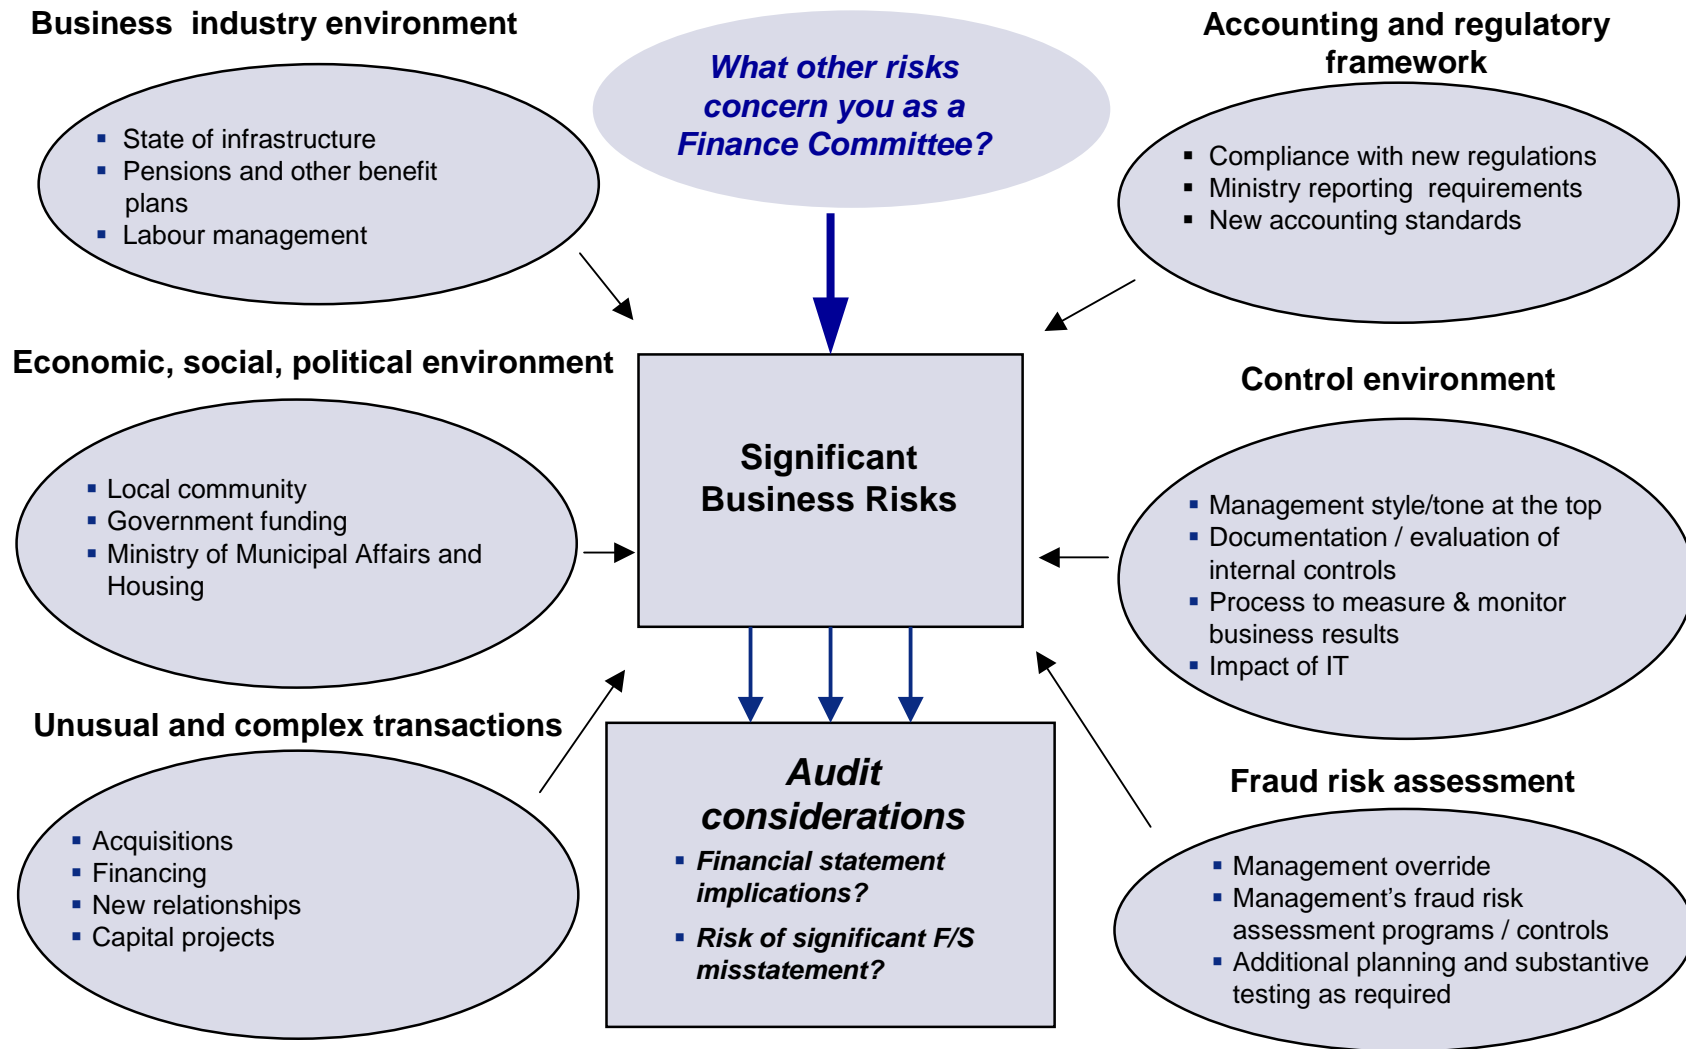 Business industry environment
▪ State of infrastructure
▪ Pensions and other benefit
plans
▪ Labour management
What other risks
concern you as a
Finance Committee?
Accounting and regulatory
framework
▪ Compliance with new regulations
▪ Ministry reporting requirements
▪ New accounting standards
Economic, social, political environment
▪ Local community
▪ Government funding
▪ Ministry of Municipal Affairs and
Housing
Significant
Business Risks
Control environment
▪ Management style/tone at the top
▪ Documentation / evaluation of
internal controls
▪ Process to measure & monitor
business results
▪ Impact of IT
Unusual and complex transactions
▪ Acquisitions
▪ Financing
▪ New relationships
▪ Capital projects
Audit
considerations
▪ Financial statement
implications?
▪ Risk of significant F/S
misstatement?
Fraud risk assessment
▪ Management override
▪ Management’s fraud risk
assessment programs / controls
▪ Additional planning and substantive
testing as required